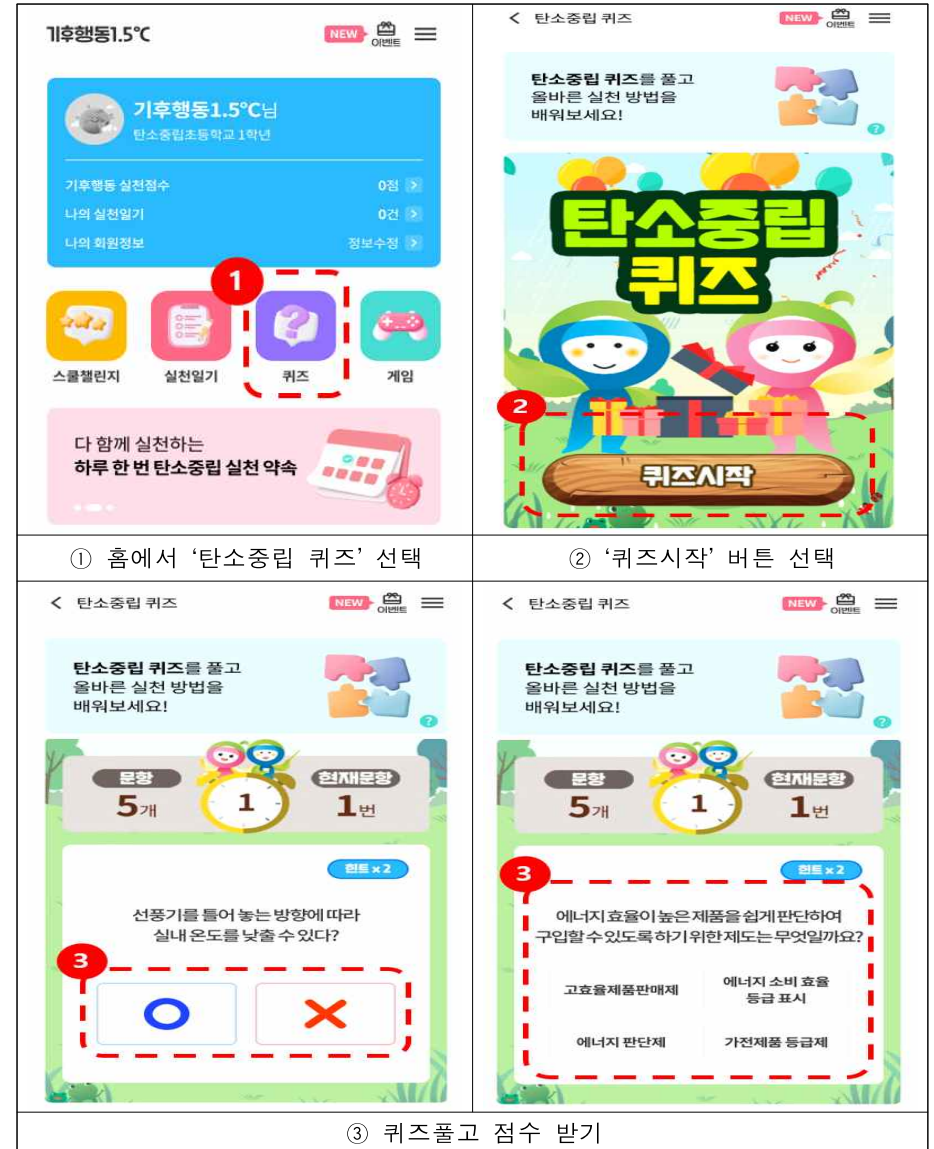 기후행동1.5℃
NEW 이벤트
기후행동1.5℃님
탄소중립초등학교 1학년
기후행동 실천점수 0점 >
나의 실천일기 0건 >
나의 회원정보 정보수정 >
1
스쿨챌린지 실천일기 퀴즈 게임
다 함께 실천하는
하루 한 번 탄소중립 실천 약속
< 탄소중립 퀴즈 NEW 이벤트
탄소중립 퀴즈를 풀고
올바른 실천 방법을
배워보세요!
?
탄소중립
퀴즈
2
퀴즈시작
① 홈에서 ‘탄소중립 퀴즈’ 선택
② ‘퀴즈시작’ 버튼 선택
< 탄소중립 퀴즈 NEW 이벤트
탄소중립 퀴즈를 풀고
올바른 실천 방법을
배워보세요!
?
문항 현재문항
5개 1 1번
힌트 x 2
선풍기를 틀어 놓는 방향에 따라
실내 온도를 낮출 수 있다?
3
O X
< 탄소중립 퀴즈 NEW 이벤트
탄소중립 퀴즈를 풀고
올바른 실천 방법을
배워보세요!
?
문항 현재문항
5개 1 1번
힌트 x 2
3
에너지 효율이 높은 제품을 쉽게 판단하여
구입할 수 있도록 하기 위한 제도는 무엇일까요?
고효율제품판매제
에너지 소비 효율
등급 표시
에너지 판단제
가전제품 등급제
③ 퀴즈풀고 점수 받기